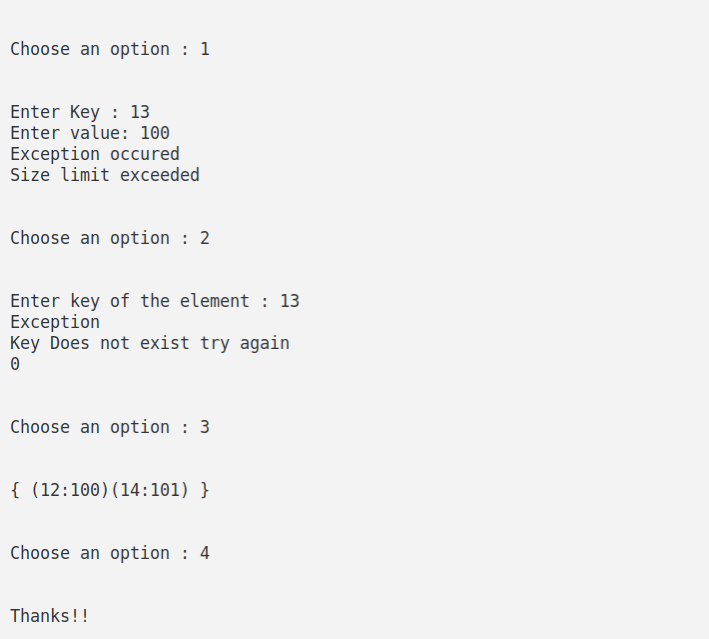 Choose an option : 1
Enter Key : 13
Enter value: 100
Exception occured
Size limit exceeded
Choose an option : 2
Enter key of the element : 13
Exception
Key Does not exist try again
0
Choose an option : 3
{ (12:100)(14:101) }
Choose an option : 4
Thanks!!